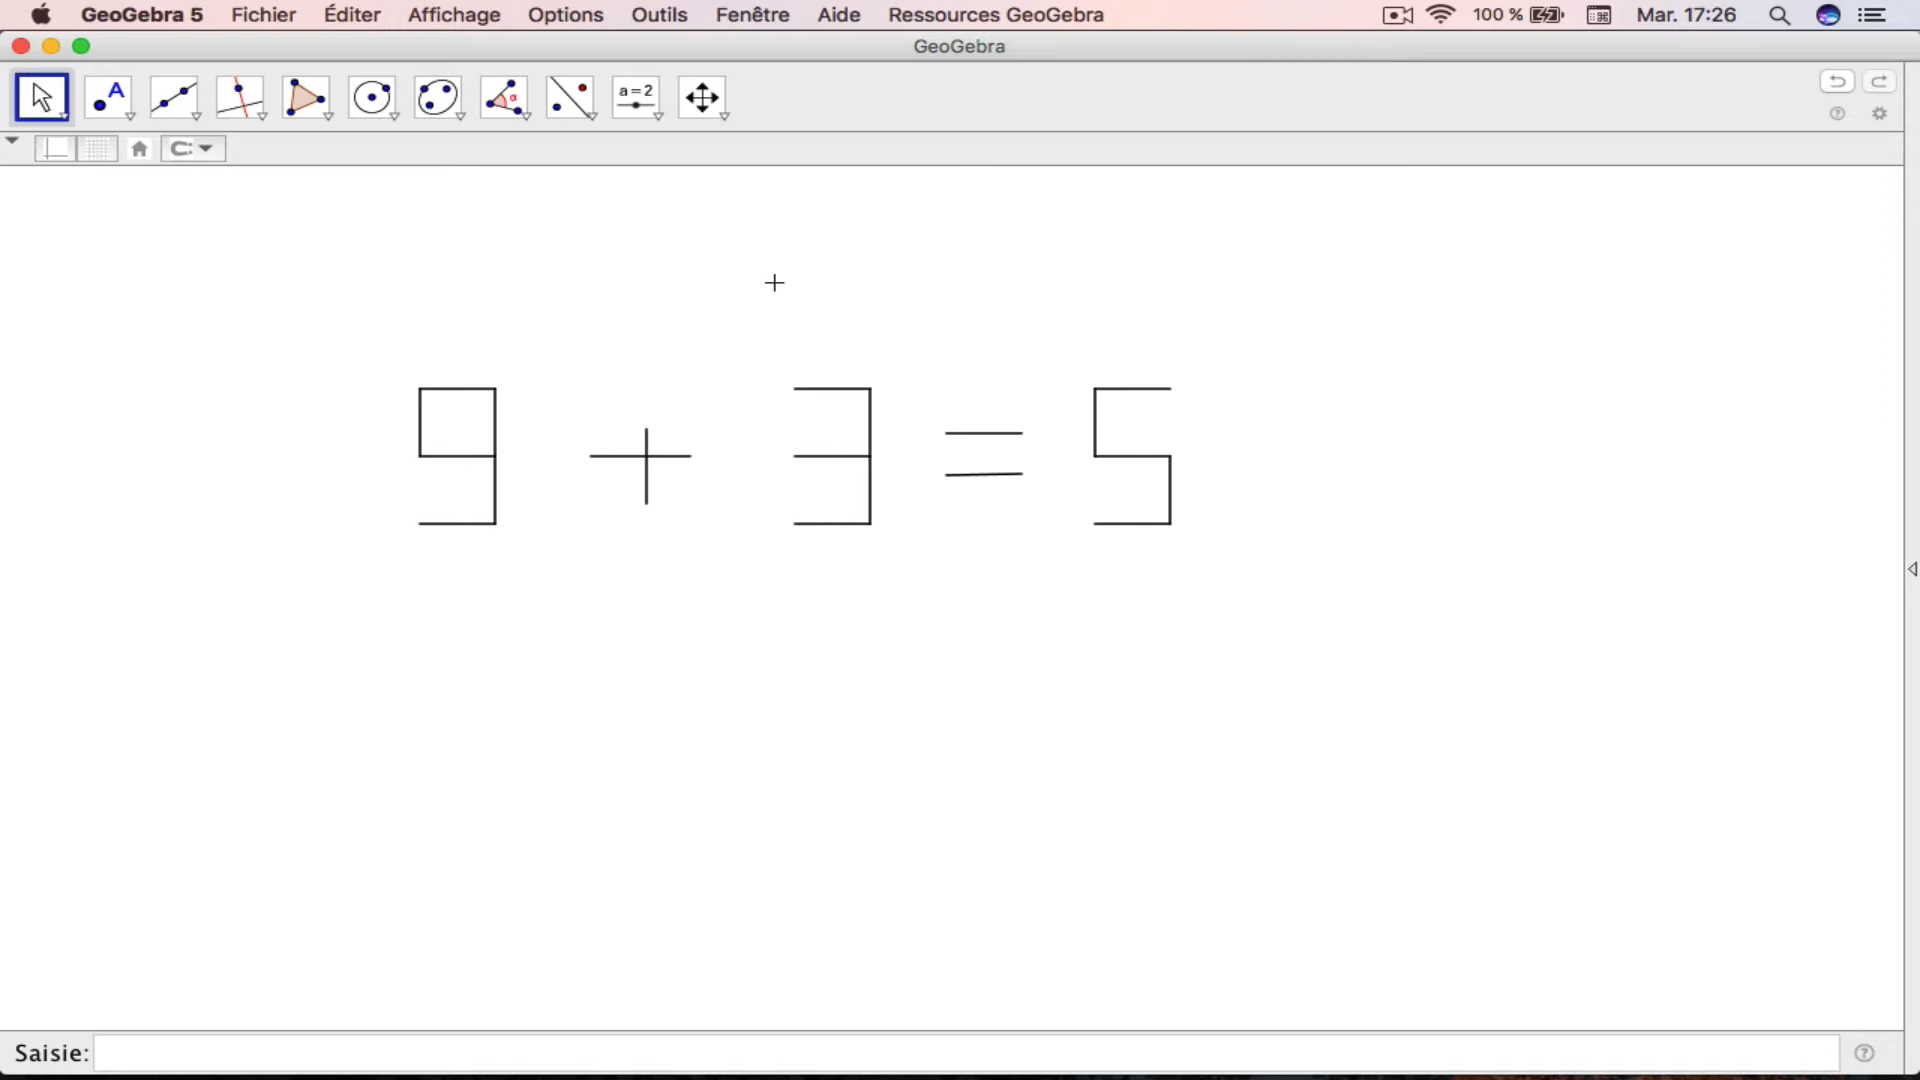 GeoGebra 5 Fichier Éditer Affichage Options Outils Fenêtre Aide Ressources GeoGebra 100 % Mar. 17:26
GeoGebra
A α a=2
9 + 3 = 5
Saisie: